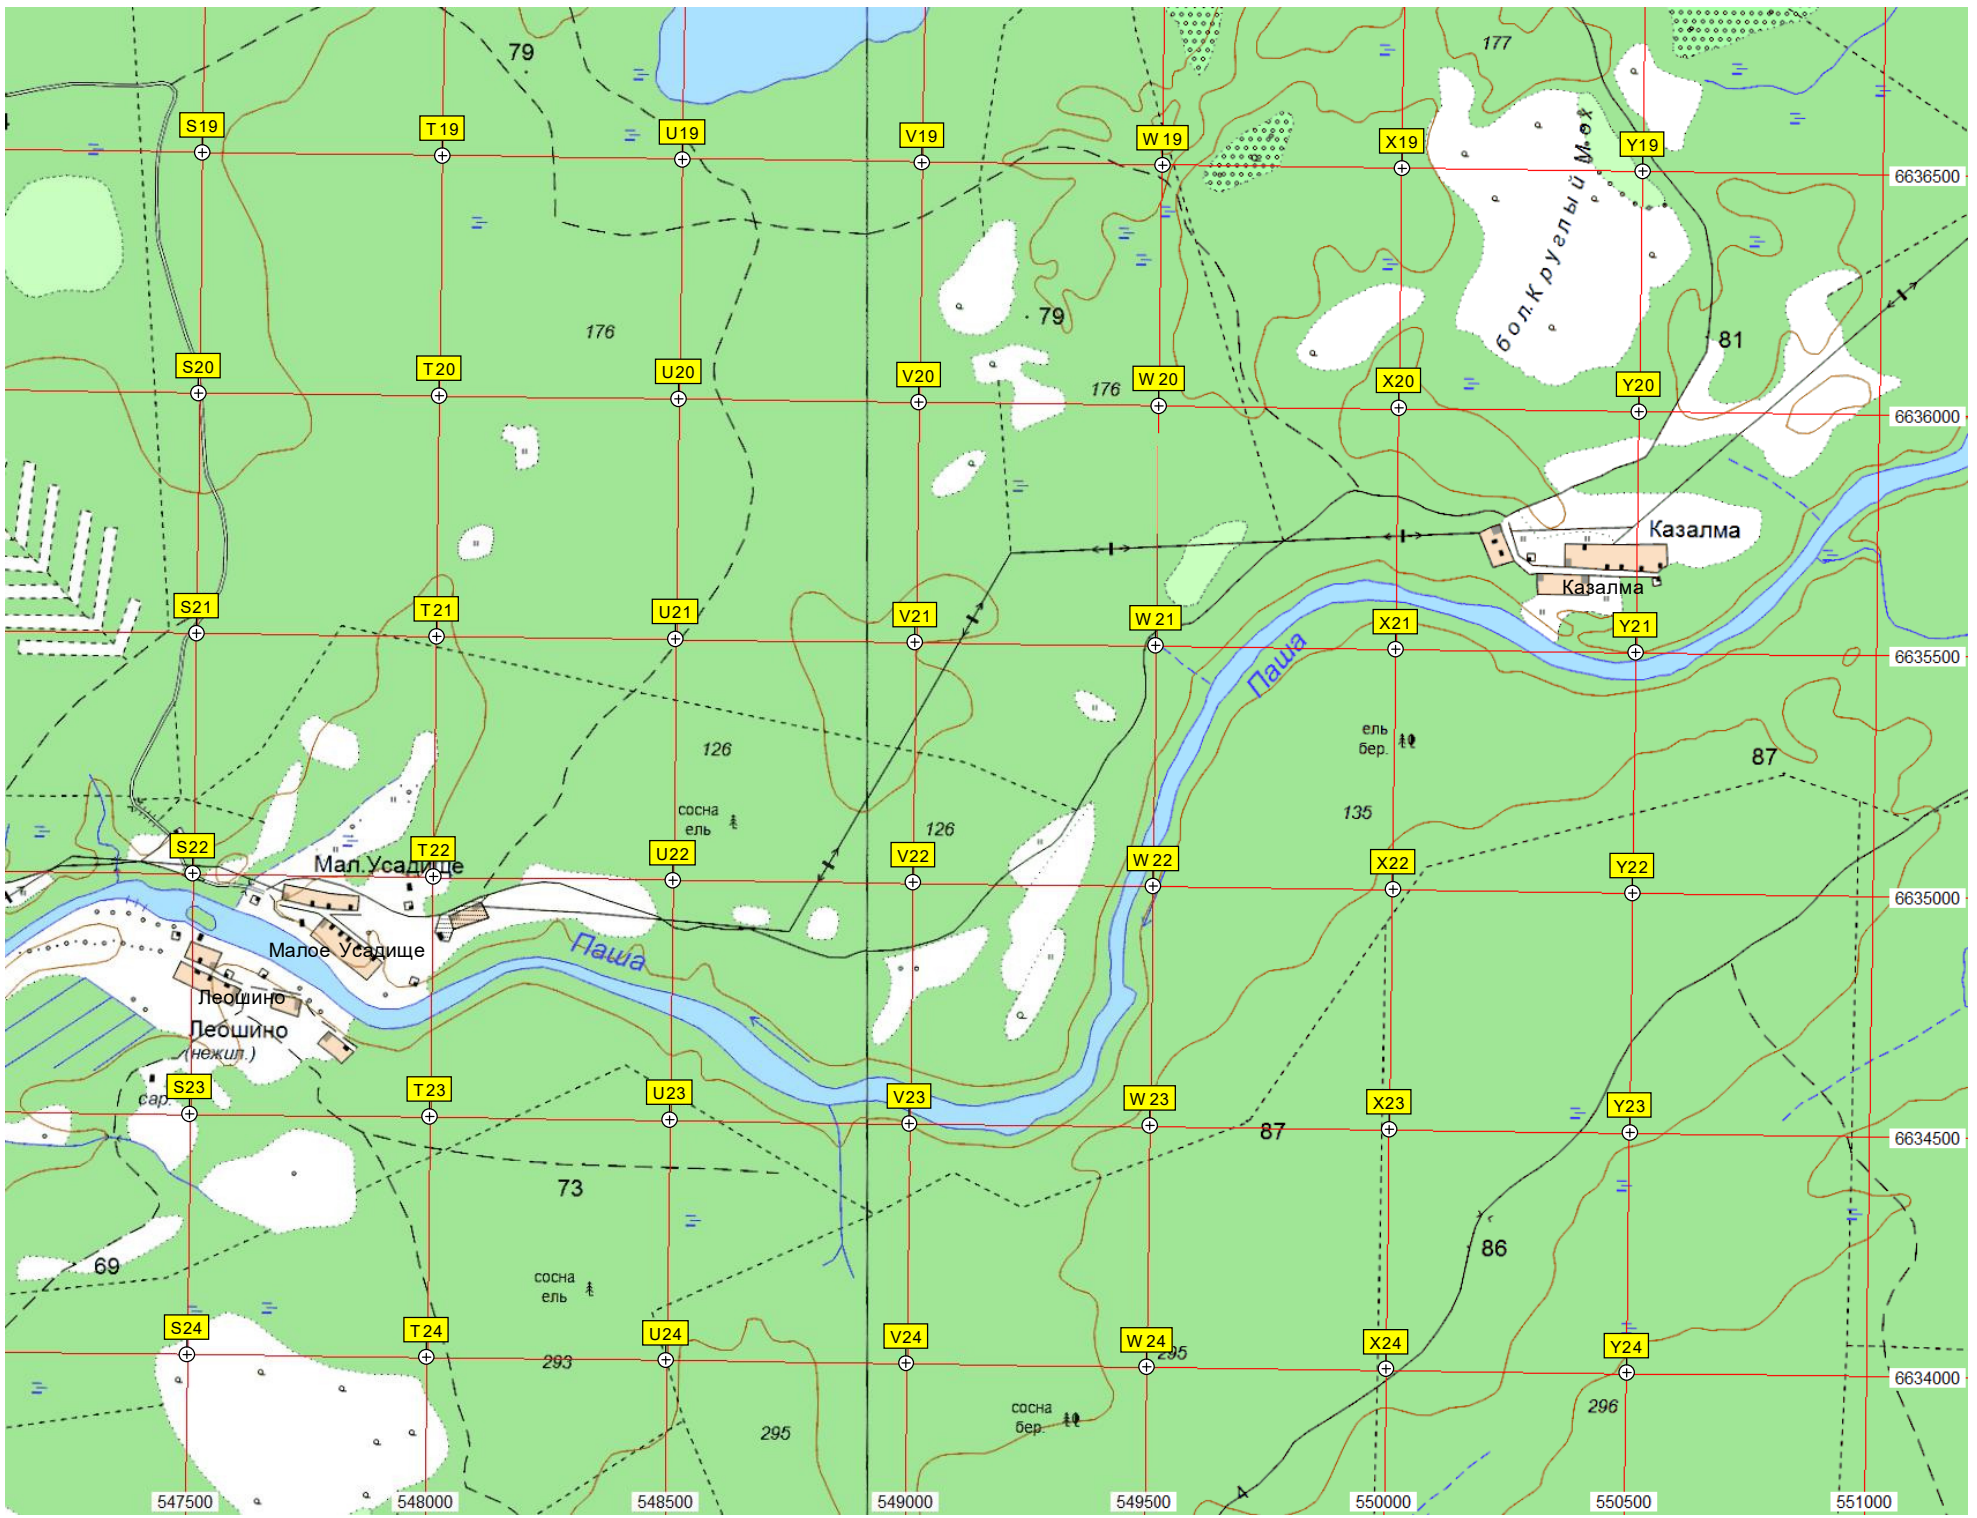 177
79
S19
T19
U19
V19
W19
X19
Y19
6636500
бол.Круглый Мох
79
176
81
S20
T20
U20
V20
176
W20
X20
Y20
6636000
Казалма
Казалма
S21
T21
U21
V21
W21
X21
Y21
6635500
Паша
126
ель
бер.
87
сосна
ель
126
135
S22
Мал.Усадище
T22
U22
V22
W22
X22
Y22
6635000
Малое Усадище
Паша
Леошино
Леошино
(нежил.)
сар.
S23
T23
U23
V23
W23
X23
Y23
6634500
87
73
69
86
сосна
ель
S24
T24
U24
V24
W24
X24
Y24
293
295
6634000
295
сосна
бер.
296
547500
548000
548500
549000
549500
550000
550500
551000